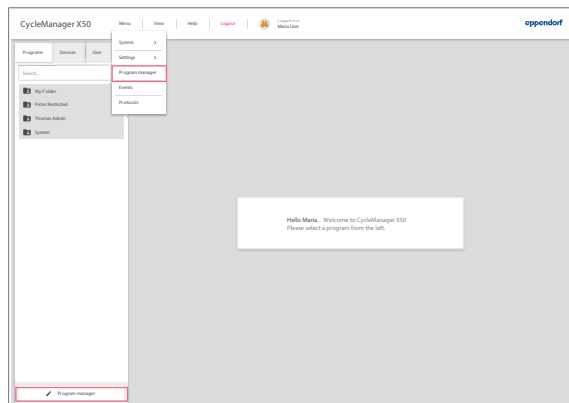 CycleManager X50
Menu
View
Help
Logout
Logged in as
Maria User
eppendorf
Programs
Devices
User
System
Settings
Program manager
Events
Protocols
Search...
My Folder
Peter Restricted
Thomas Admin
System
Hello Maria. Welcome to CycleManager X50
Please select a program from the left.
Program manager